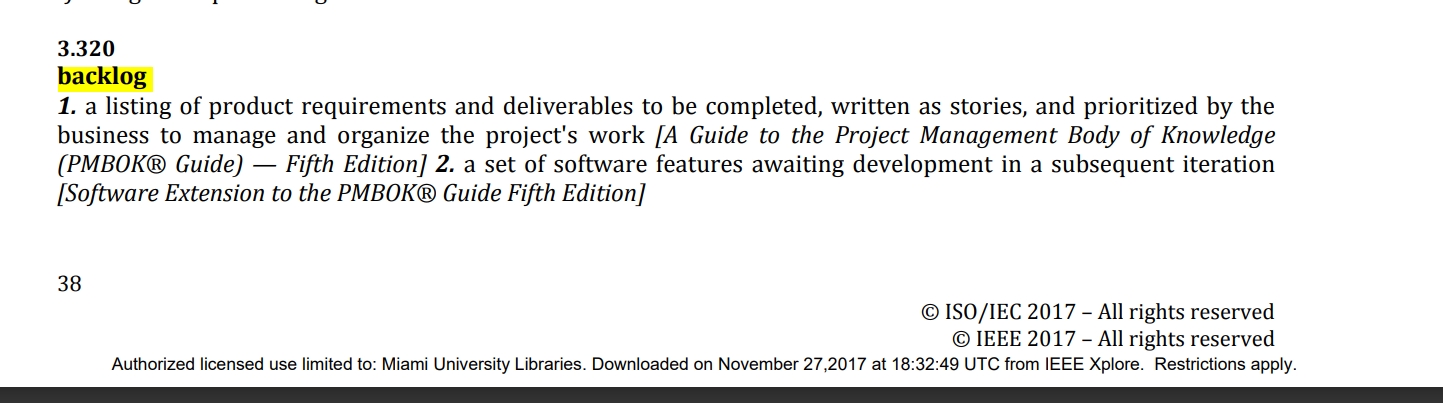 3.320
backlog
1. a listing of product requirements and deliverables to be completed, written as stories, and prioritized by the
business to manage and organize the project's work [A Guide to the Project Management Body of Knowledge
(PMBOK® Guide) — Fifth Edition] 2. a set of software features awaiting development in a subsequent iteration
[Software Extension to the PMBOK® Guide Fifth Edition]
38
© ISO/IEC 2017 – All rights reserved
© IEEE 2017 – All rights reserved
Authorized licensed use limited to: Miami University Libraries. Downloaded on November 27,2017 at 18:32:49 UTC from IEEE Xplore. Restrictions apply.